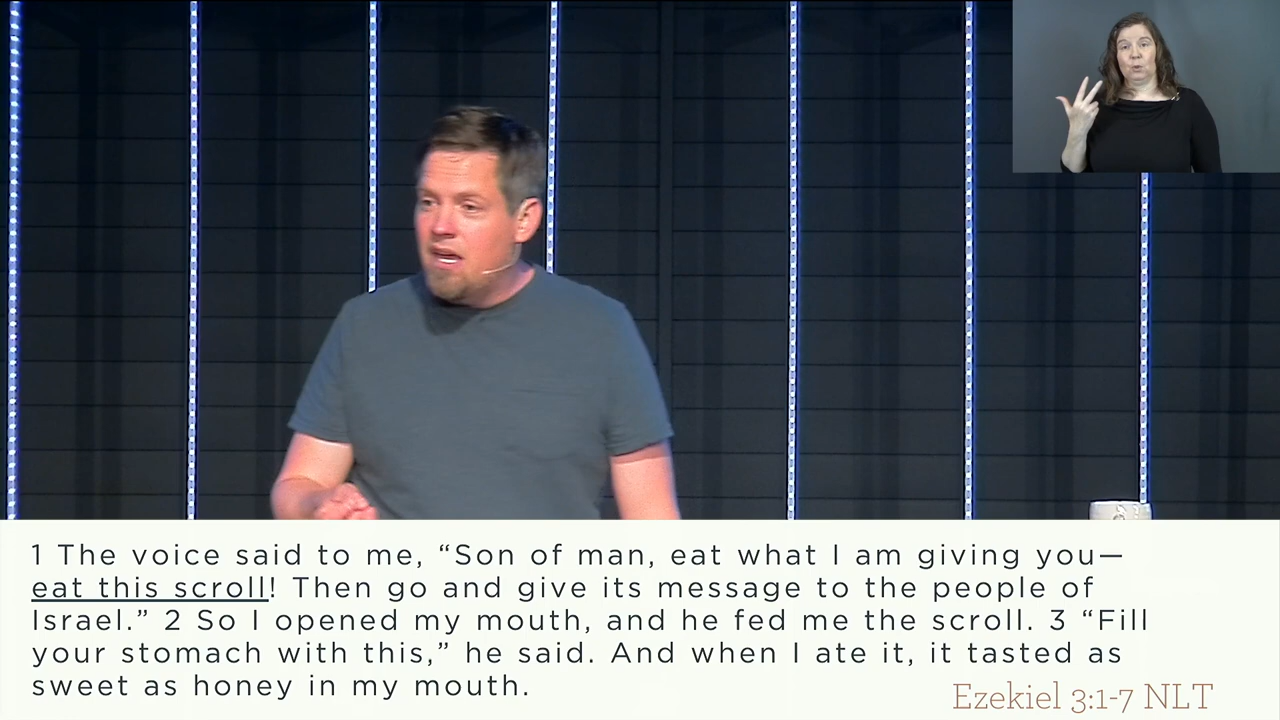 1 The voice said to me, “Son of man, eat what I am giving you—
eat this scroll! Then go and give its message to the people of
Israel.” 2 So I opened my mouth, and he fed me the scroll. 3 “Fill
your stomach with this,” he said. And when I ate it, it tasted as
sweet as honey in my mouth.
Ezekiel 3:1-7 NLT